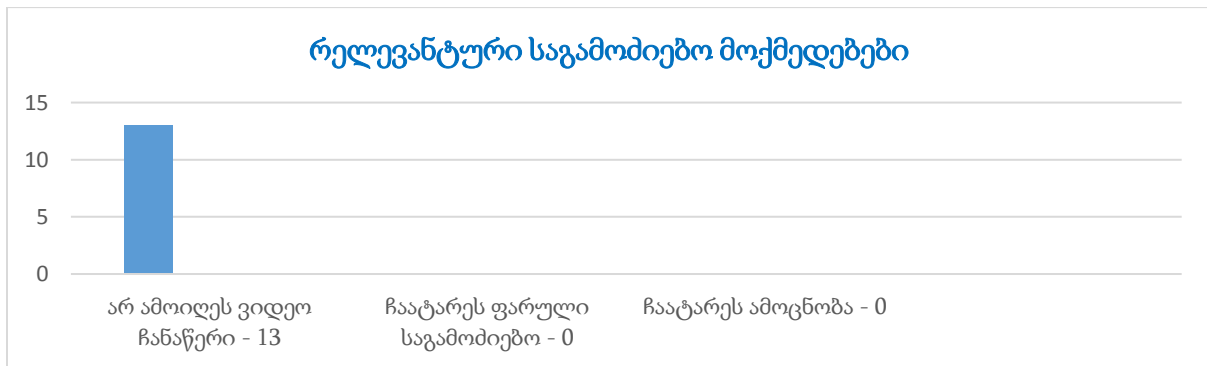 რელევანტური საგამოძიებო მოქმედებები
15
10
5
0
არ ამოიღეს ვიდეო
ჩანაწერი - 13
ჩაატარეს ფარული
საგამოძიებო - 0
ჩაატარეს ამოცნობა - 0